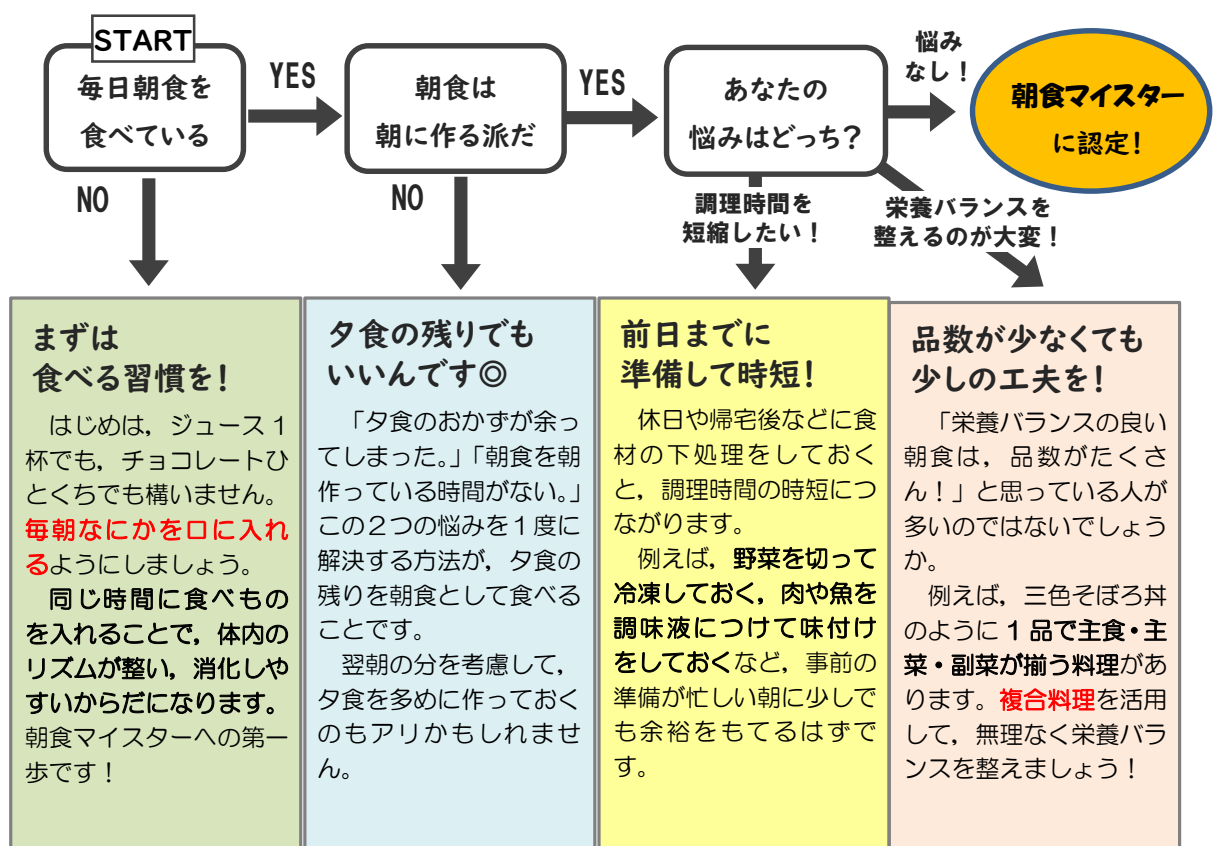 START
毎日朝食を
食べている
YES
朝食は
朝に作る派だ
YES
あなたの
悩みはどっち？
悩み
なし！
朝食マイスター
に認定！
NO
NO
調理時間を
短縮したい！
栄養バランスを
整えるのが大変！
まずは
食べる習慣を！
はじめは，ジュース１
杯でも，チョコレートひ
とくちでも構いません。
毎朝なにかを口に入れ
るようにしましょう。
同じ時間に食べもの
を入れることで，体内の
リズムが整い，消化しや
すいからだになります。
朝食マイスターへの第一
歩です！
夕食の残りでも
いいんです◎
「夕食のおかずが余っ
てしまった。」「朝食を朝
作っている時間がない。」
この２つの悩みを１度に
解決する方法が，夕食の
残りを朝食として食べる
ことです。
翌朝の分を考慮して，
夕食を多めに作っておく
のもアリかもしれませ
ん。
前日までに
準備して時短！
休日や帰宅後などに食
材の下処理をしておく
と，調理時間の時短につ
ながります。
例えば，野菜を切って
冷凍しておく，肉や魚を
調味液につけて味付け
をしておくなど，事前の
準備が忙しい朝に少しで
も余裕をもてるはずで
す。
品数が少なくても
少しの工夫を！
「栄養バランスの良い
朝食は，品数がたくさ
ん！」と思っている人が
多いのではないでしょう
か。
例えば，三色そぼろ丼
のように１品で主食・主
菜・副菜が揃う料理があ
ります。複合料理を活用
して，無理なく栄養バラ
ンスを整えましょう！